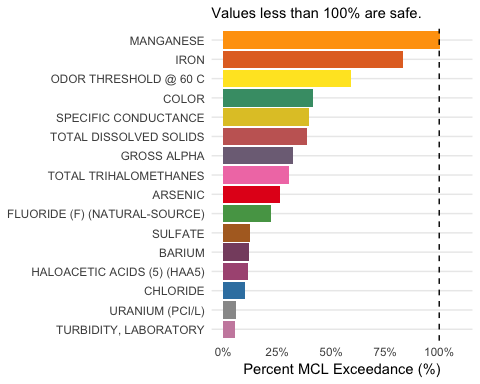 Values less than 100% are safe.
MANGANESE
IRON
ODOR THRESHOLD @ 60 C
COLOR
SPECIFIC CONDUCTANCE
TOTAL DISSOLVED SOLIDS
GROSS ALPHA
TOTAL TRIHALOMETHANES
ARSENIC
FLUORIDE (F) (NATURAL-SOURCE)
SULFATE
BARIUM
HALOACETIC ACIDS (5) (HAA5)
CHLORIDE
URANIUM (PCI/L)
TURBIDITY, LABORATORY
0% 25% 50% 75% 100%
Percent MCL Exceedance (%)